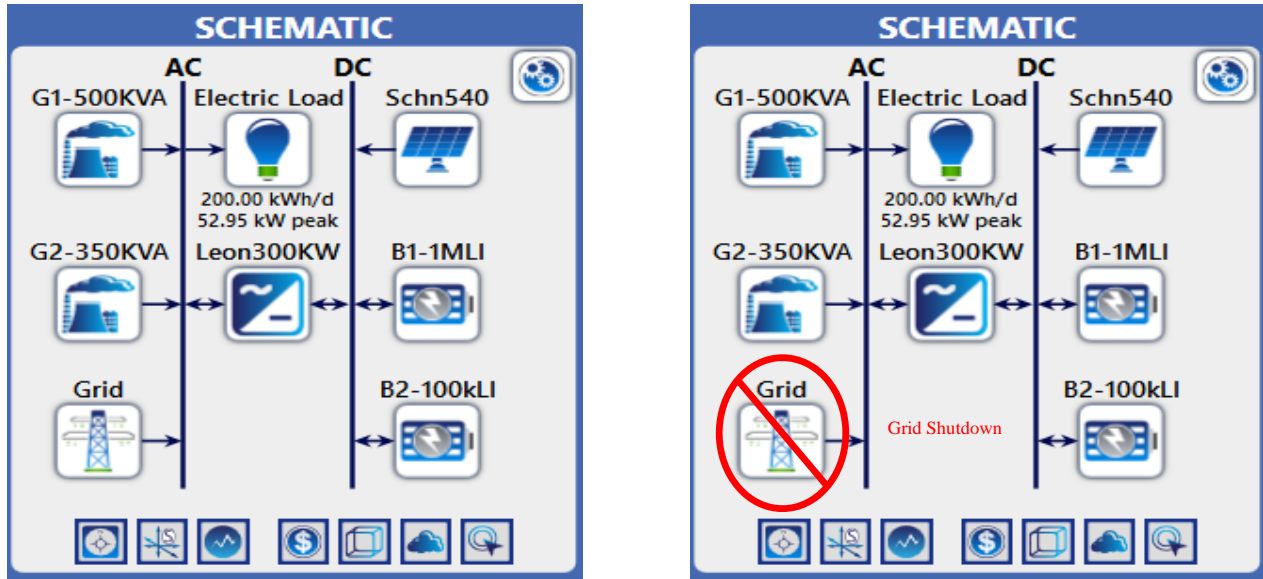 SCHEMATIC
AC DC
G1-500KVA Electric Load Schn540
200.00 kWh/d
52.95 kW peak
G2-350KVA Leon300KW B1-1MLI
Grid B2-100kLI
SCHEMATIC
AC DC
G1-500KVA Electric Load Schn540
200.00 kWh/d
52.95 kW peak
G2-350KVA Leon300KW B1-1MLI
Grid B2-100kLI
Grid Shutdown